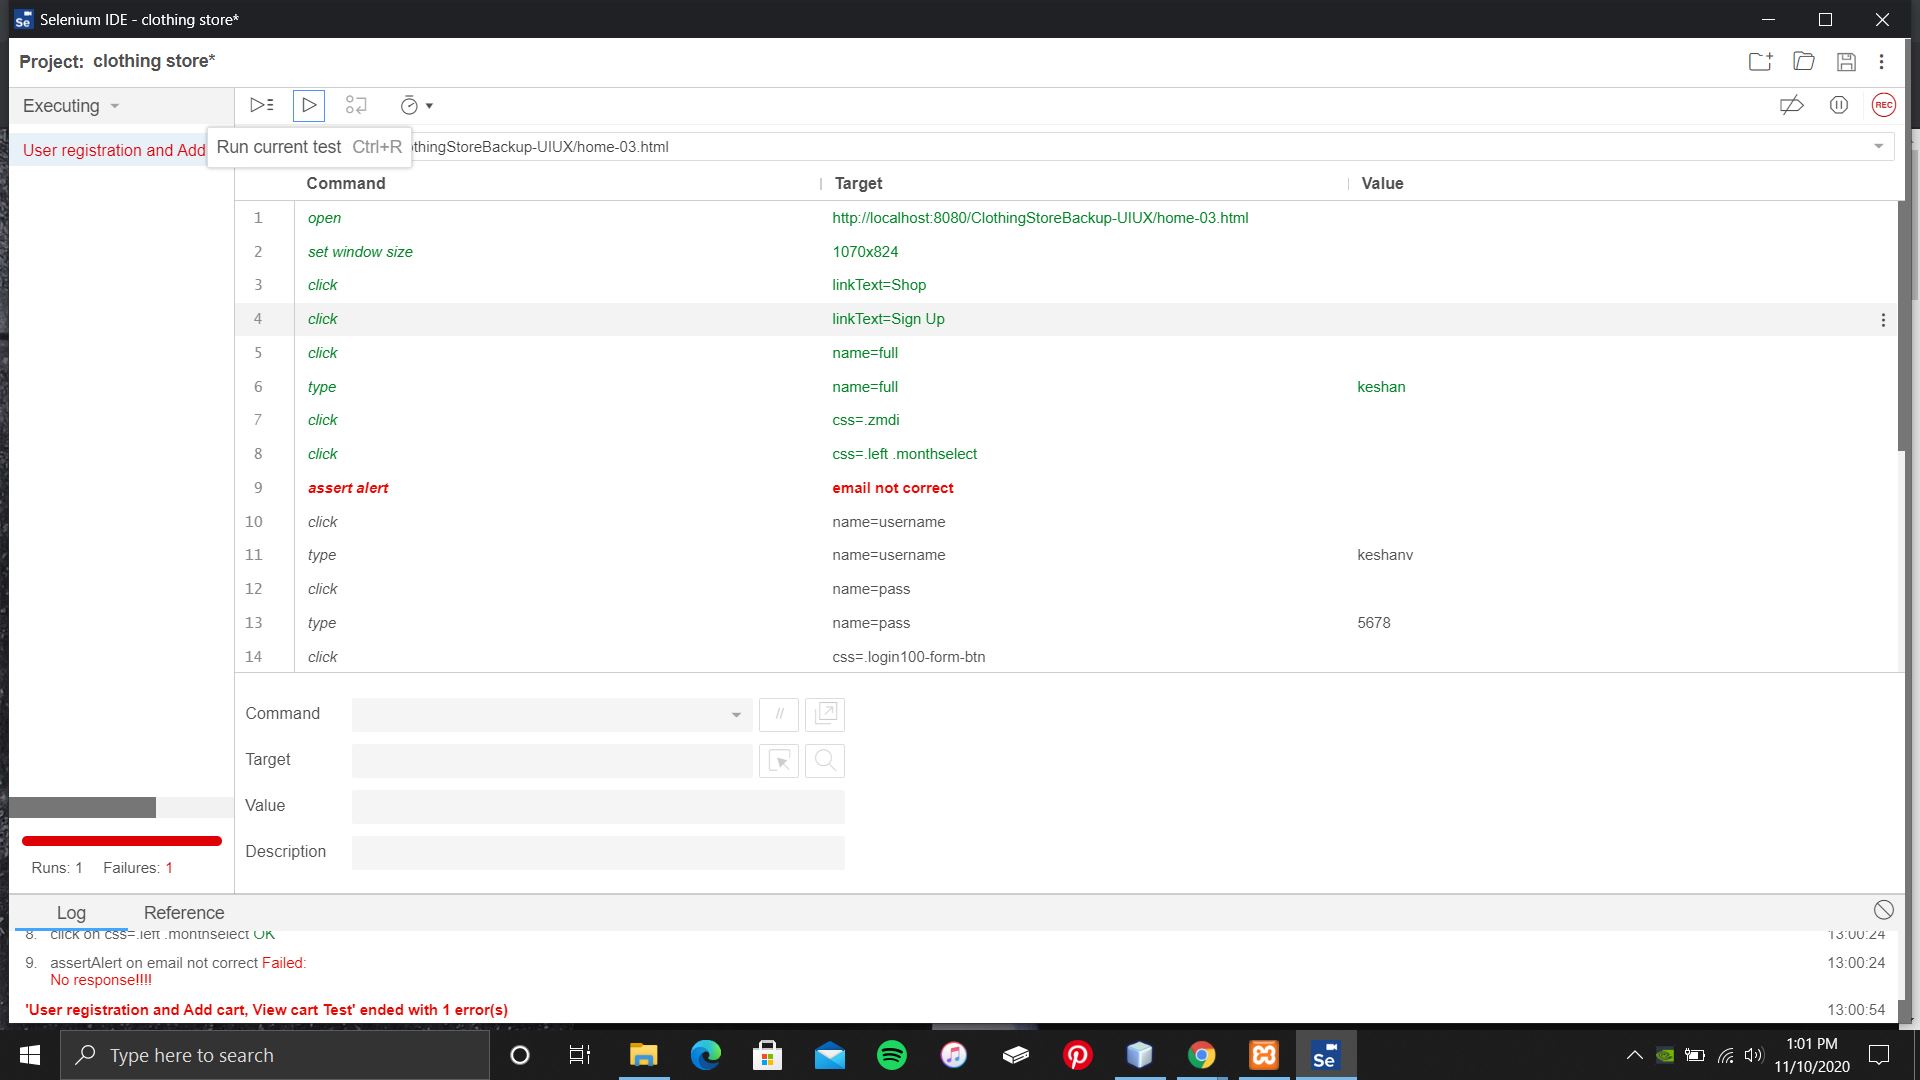 Selenium IDE - clothing store*
Project: clothing store*
Executing
User registration and Add
Run current test Ctrl+R
thingStoreBackup-UIUX/home-03.html
REC
Command Target Value
1 open http://localhost:8080/ClothingStoreBackup-UIUX/home-03.html
2 set window size 1070x824
3 click linkText=Shop
4 click linkText=Sign Up
5 click name=full
6 type name=full keshan
7 click css=.zmdi
8 click css=.left .monthselect
9 assert alert email not correct
10 click name=username
11 type name=username keshanv
12 click name=pass
13 type name=pass 5678
14 click css=.login100-form-btn
Command //
Target
Value
Description
Runs: 1 Failures: 1
Log Reference
8. click on css=.left .monthselect OK 13:00:24
9. assertAlert on email not correct Failed: 13:00:24
No response!!!!
'User registration and Add cart, View cart Test' ended with 1 error(s) 13:00:54
Type here to search
Se
1:01 PM
11/10/2020